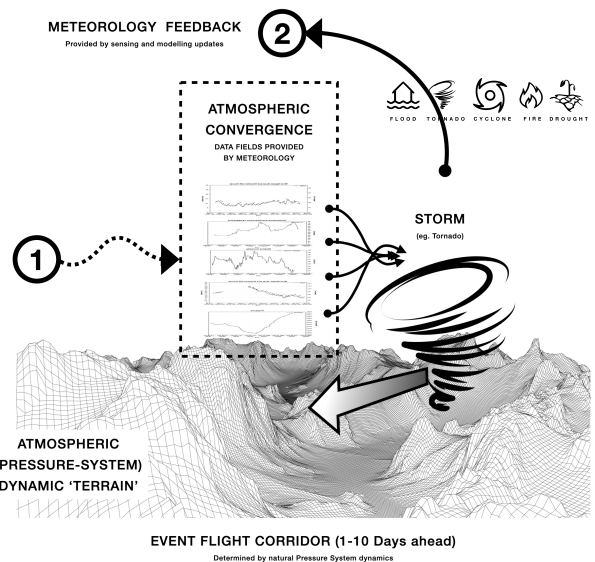 METEOROLOGY FEEDBACK
Provided by sensing and modelling updates
2
FLOOD TORNADO CYCLONE FIRE DROUGHT
ATMOSPHERIC
CONVERGENCE
DATA FIELDS PROVIDED
BY METEOROLOGY
STORM
(eg. Tornado)
1
ATMOSPHERIC
PRESSURE-SYSTEM)
DYNAMIC ‘TERRAIN’
EVENT FLIGHT CORRIDOR (1-10 Days ahead)
Determined by natural Pressure System dynamics